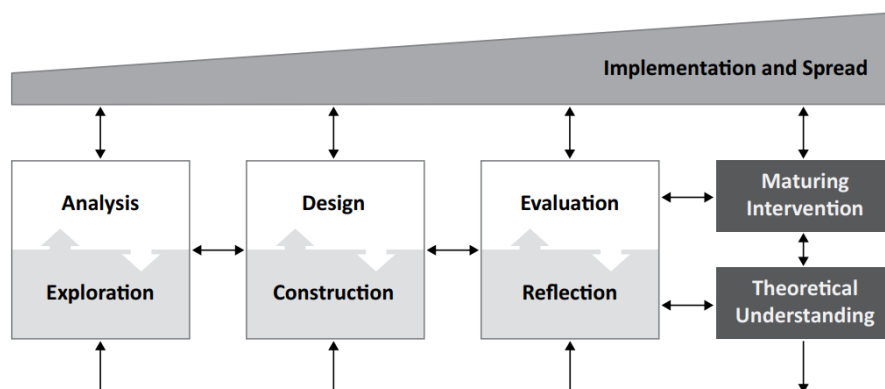 Implementation and Spread
Analysis
Design
Evaluation
Maturing
Intervention
Exploration
Construction
Reflection
Theoretical
Understanding